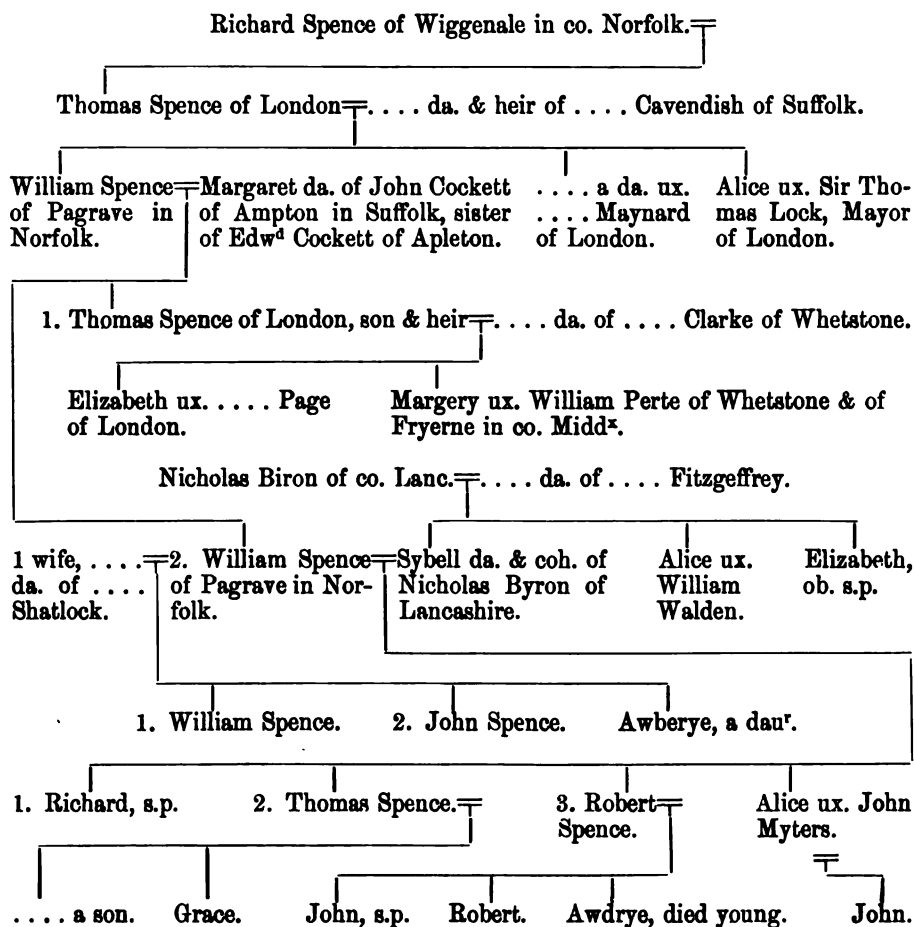 Richard Spence of Wiggenale in co. Norfolk.
Thomas Spence of London . . . . da. & heir of . . . . Cavendish of Suffolk.
William Spence
of Pagrave in
Norfolk.
Margaret da. of John Cockett
of Ampton in Suffolk, sister
of Edwᵈ Cockett of Apleton.
. . . . a da. ux.
. . . . Maynard
of London.
Alice ux. Sir Tho-
mas Lock, Mayor
of London.
1. Thomas Spence of London, son & heir . . . . da. of . . . . Clarke of Whetstone.
Elizabeth ux. . . . . Page
of London.
Margery ux. William Perte of Whetstone & of
Fryerne in co. Middˣ.
Nicholas Biron of co. Lanc. . . . . da. of . . . . Fitzgeffrey.
1 wife, . . . .
da. of . . . .
Shatlock.
2. William Spence
of Pagrave in Nor-
folk.
Sybell da. & coh. of
Nicholas Byron of
Lancashire.
Alice ux.
William
Walden.
Elizabeth,
ob. s.p.
1. William Spence. 2. John Spence. Awberye, a dauʳ.
1. Richard, s.p. 2. Thomas Spence. 3. Robert
Spence.
Alice ux. John
Myters.
. . . . a son. Grace. John, s.p. Robert. Awdrye, died young. John.